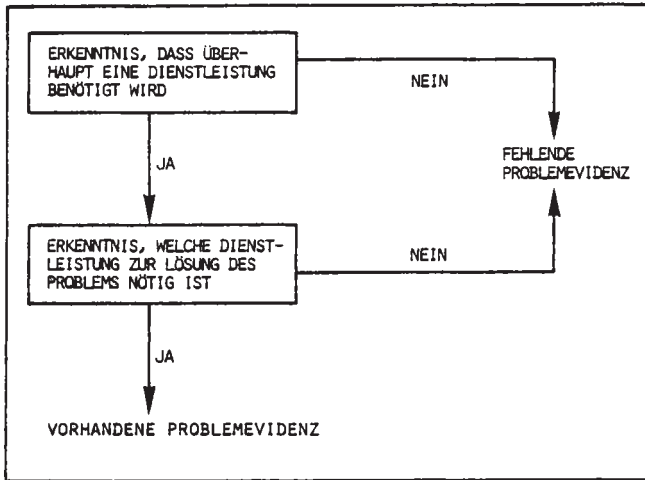 ERKENNTNIS, DASS ÜBER-
HAUPT EINE DIENSTLEISTUNG
BENÖTIGT WIRD
NEIN
JA
FEHLENDE
PROBLEMEVIDENZ
ERKENNTNIS, WELCHE DIENST-
LEISTUNG ZUR LÖSUNG DES
PROBLEMS NÖTIG IST
NEIN
JA
VORHANDENE PROBLEMEVIDENZ